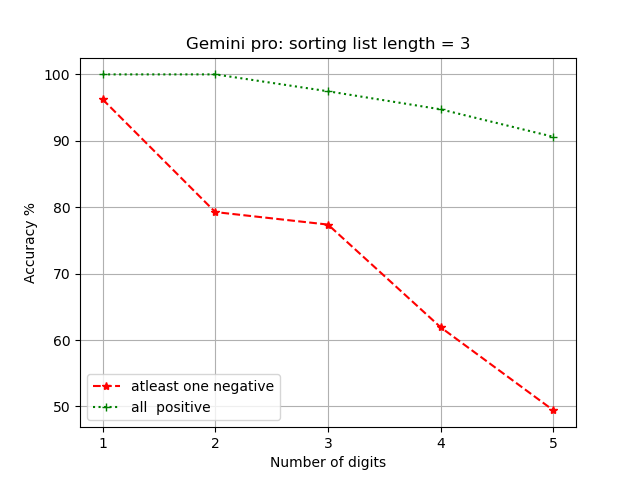 Gemini pro: sorting list length = 3
Accuracy %
100
90
80
70
60
50
atleast one negative
all  positive
1 2 3 4 5
Number of digits